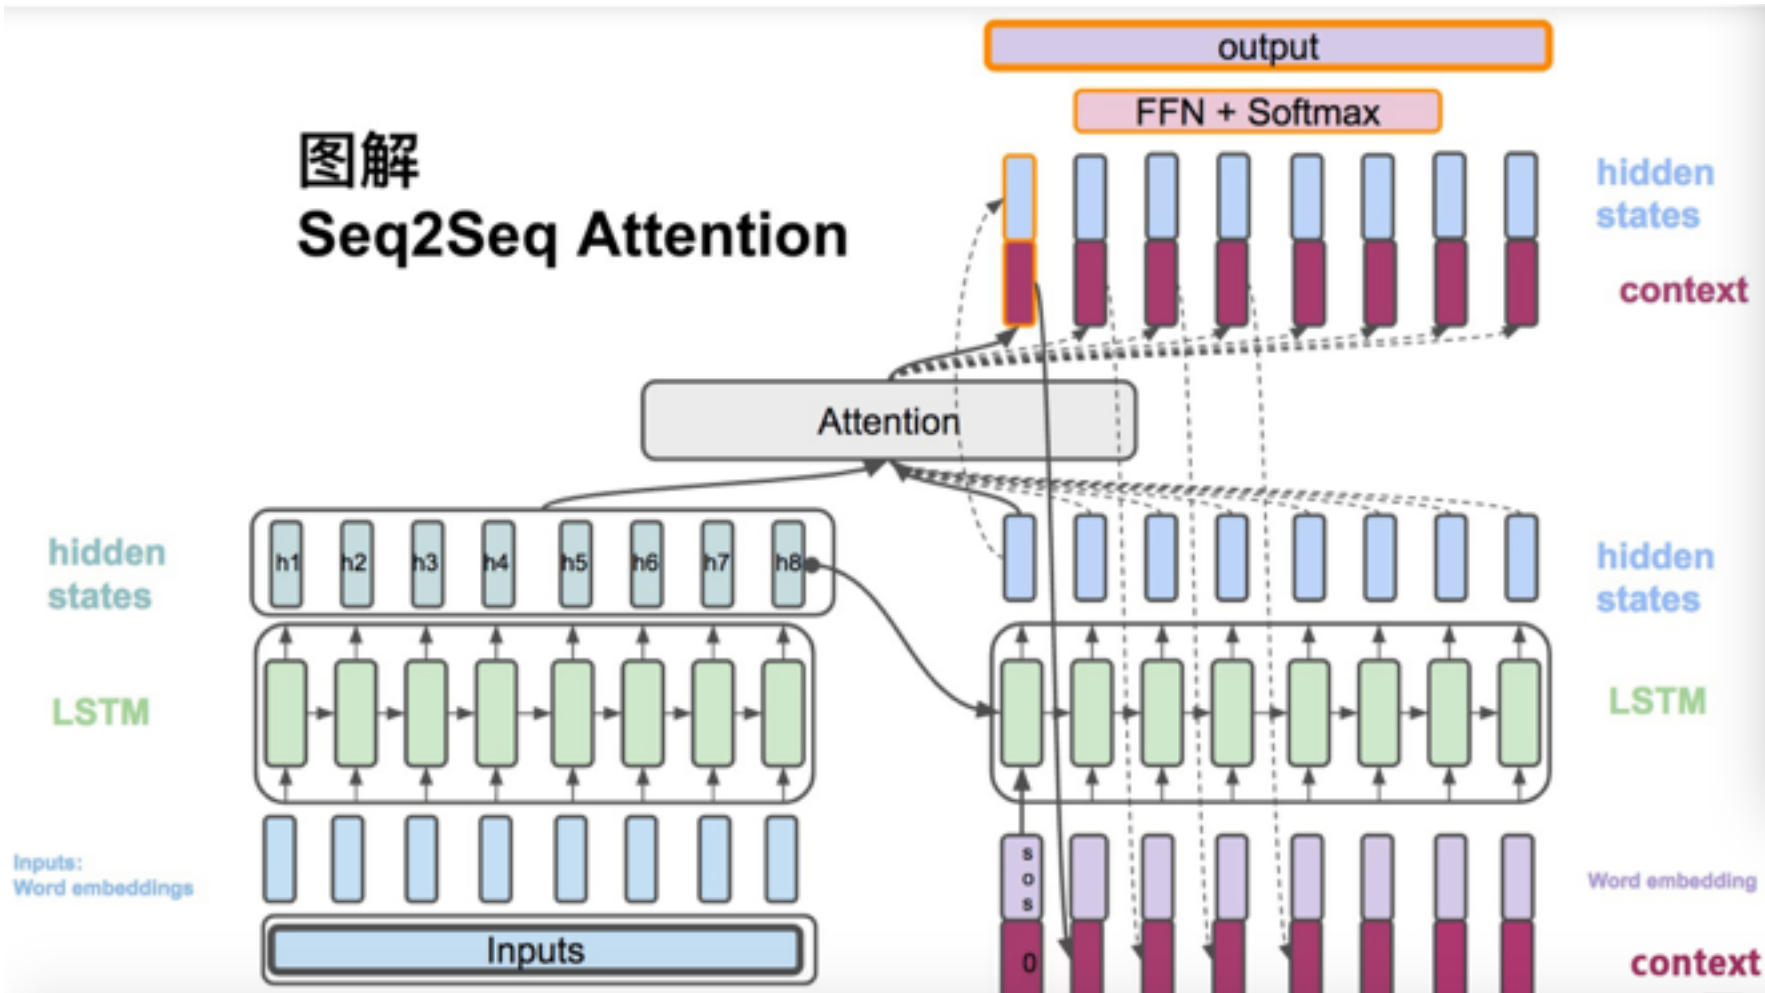 output
FFN + Softmax
图解
Seq2Seq Attention
hidden
states
context
Attention
hidden
states
h1 h2 h3 h4 h5 h6 h7 h8
hidden
states
LSTM
LSTM
Inputs:
Word embeddings
s
o
s
Word embedding
Inputs
0
context